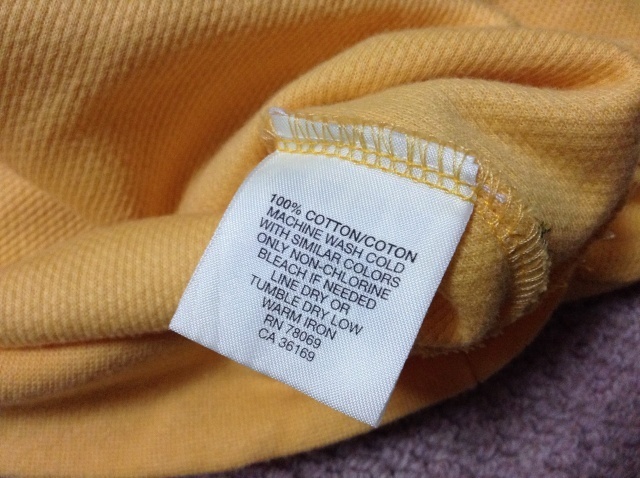 100% COTTON/COTON
MACHINE WASH COLD
WITH SIMILAR COLORS
ONLY NON-CHLORINE
BLEACH IF NEEDED
LINE DRY OR
TUMBLE DRY LOW
WARM IRON
RN 78069
CA 36169